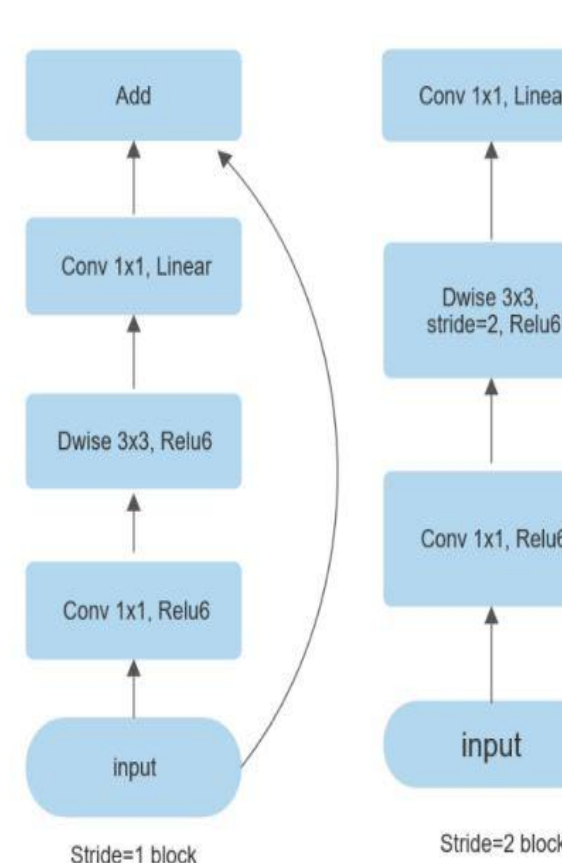 Add
Conv 1x1, Linear
Dwise 3x3, Relu6
Conv 1x1, Relu6
input
Stride=1 block
Conv 1x1, Linea
Dwise 3x3,
stride=2, Relu6
Conv 1x1, Relu6
input
Stride=2 block